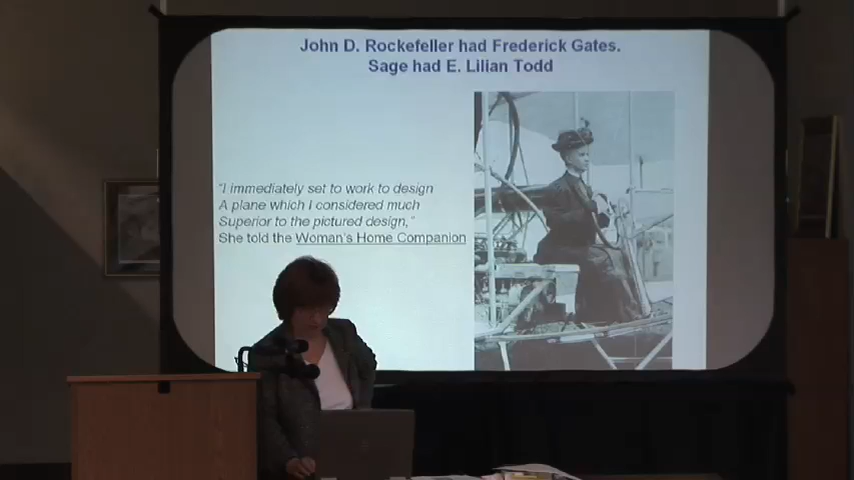 John D. Rockefeller had Frederick Gates.
Sage had E. Lilian Todd
"I immediately set to work to design
A plane which I considered much
Superior to the pictured design,"
She told the Woman's Home Companion